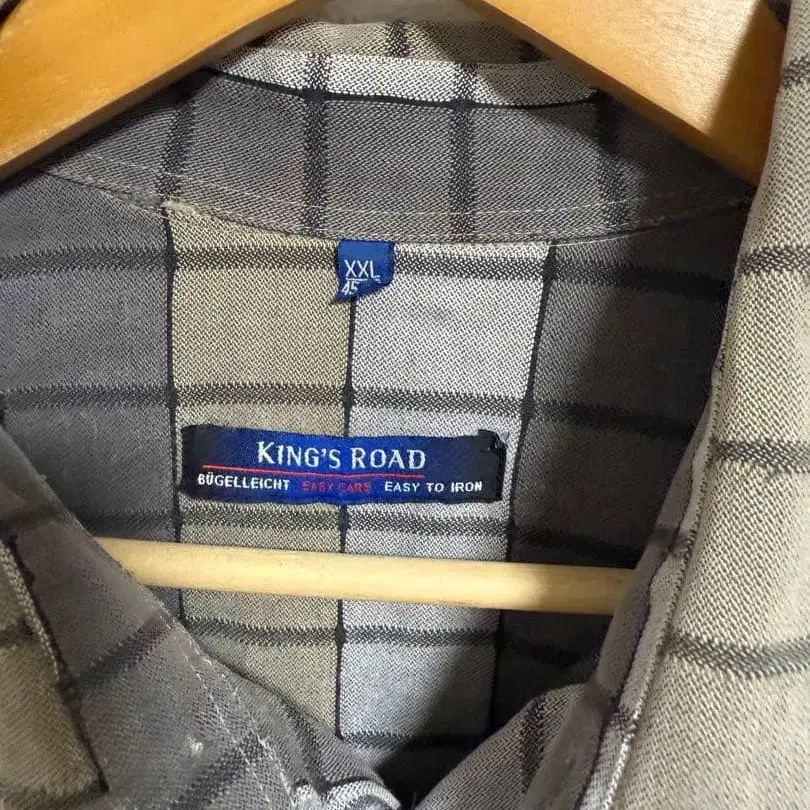 XXL
45
KING'S ROAD
BÜGELLEICHT EASY CARE EASY TO IRON